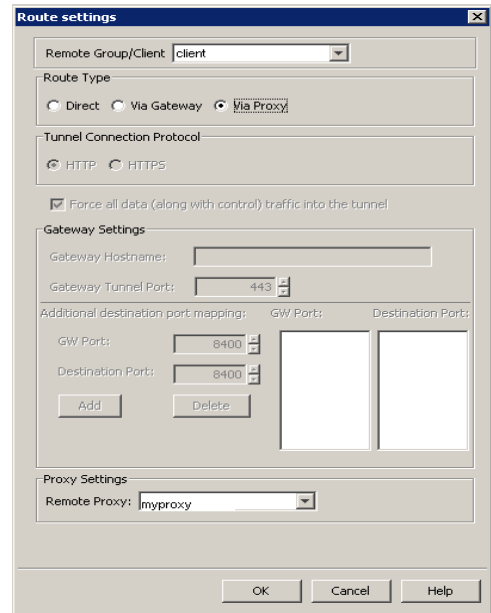 Route settings
Remote Group/Client client
Route Type
Direct Via Gateway Via Proxy
Tunnel Connection Protocol
HTTP HTTPS
Force all data (along with control) traffic into the tunnel
Gateway Settings
Gateway Hostname:
Gateway Tunnel Port: 443
Additional destination port mapping: GW Port: Destination Port:
GW Port: 8400
Destination Port: 8400
Add Delete
Proxy Settings
Remote Proxy: myproxy
OK Cancel Help